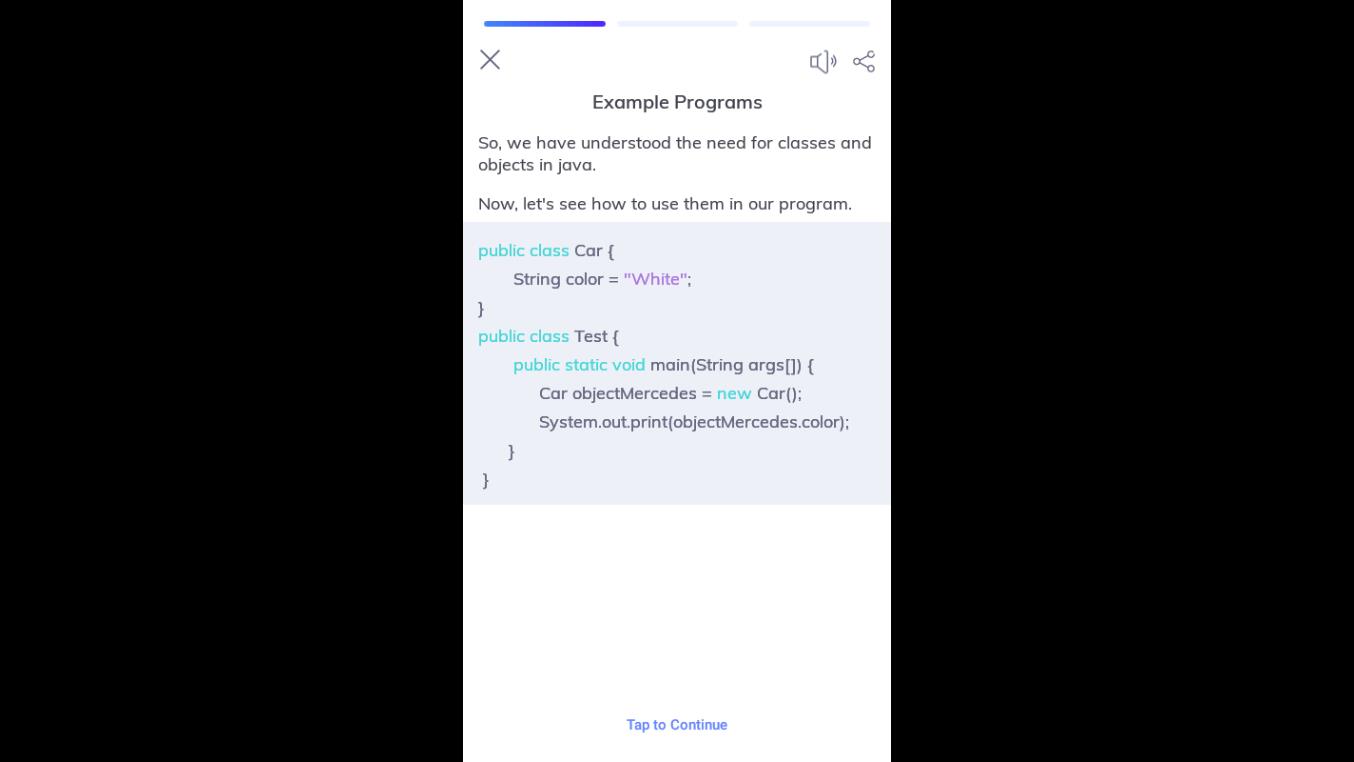 Example Programs
So, we have understood the need for classes and
objects in java.
Now, let's see how to use them in our program.
public class Car {
String color = "White";
}
public class Test {
public static void main(String args[]) {
Car objectMercedes = new Car();
System.out.print(objectMercedes.color);
}
}
Tap to Continue